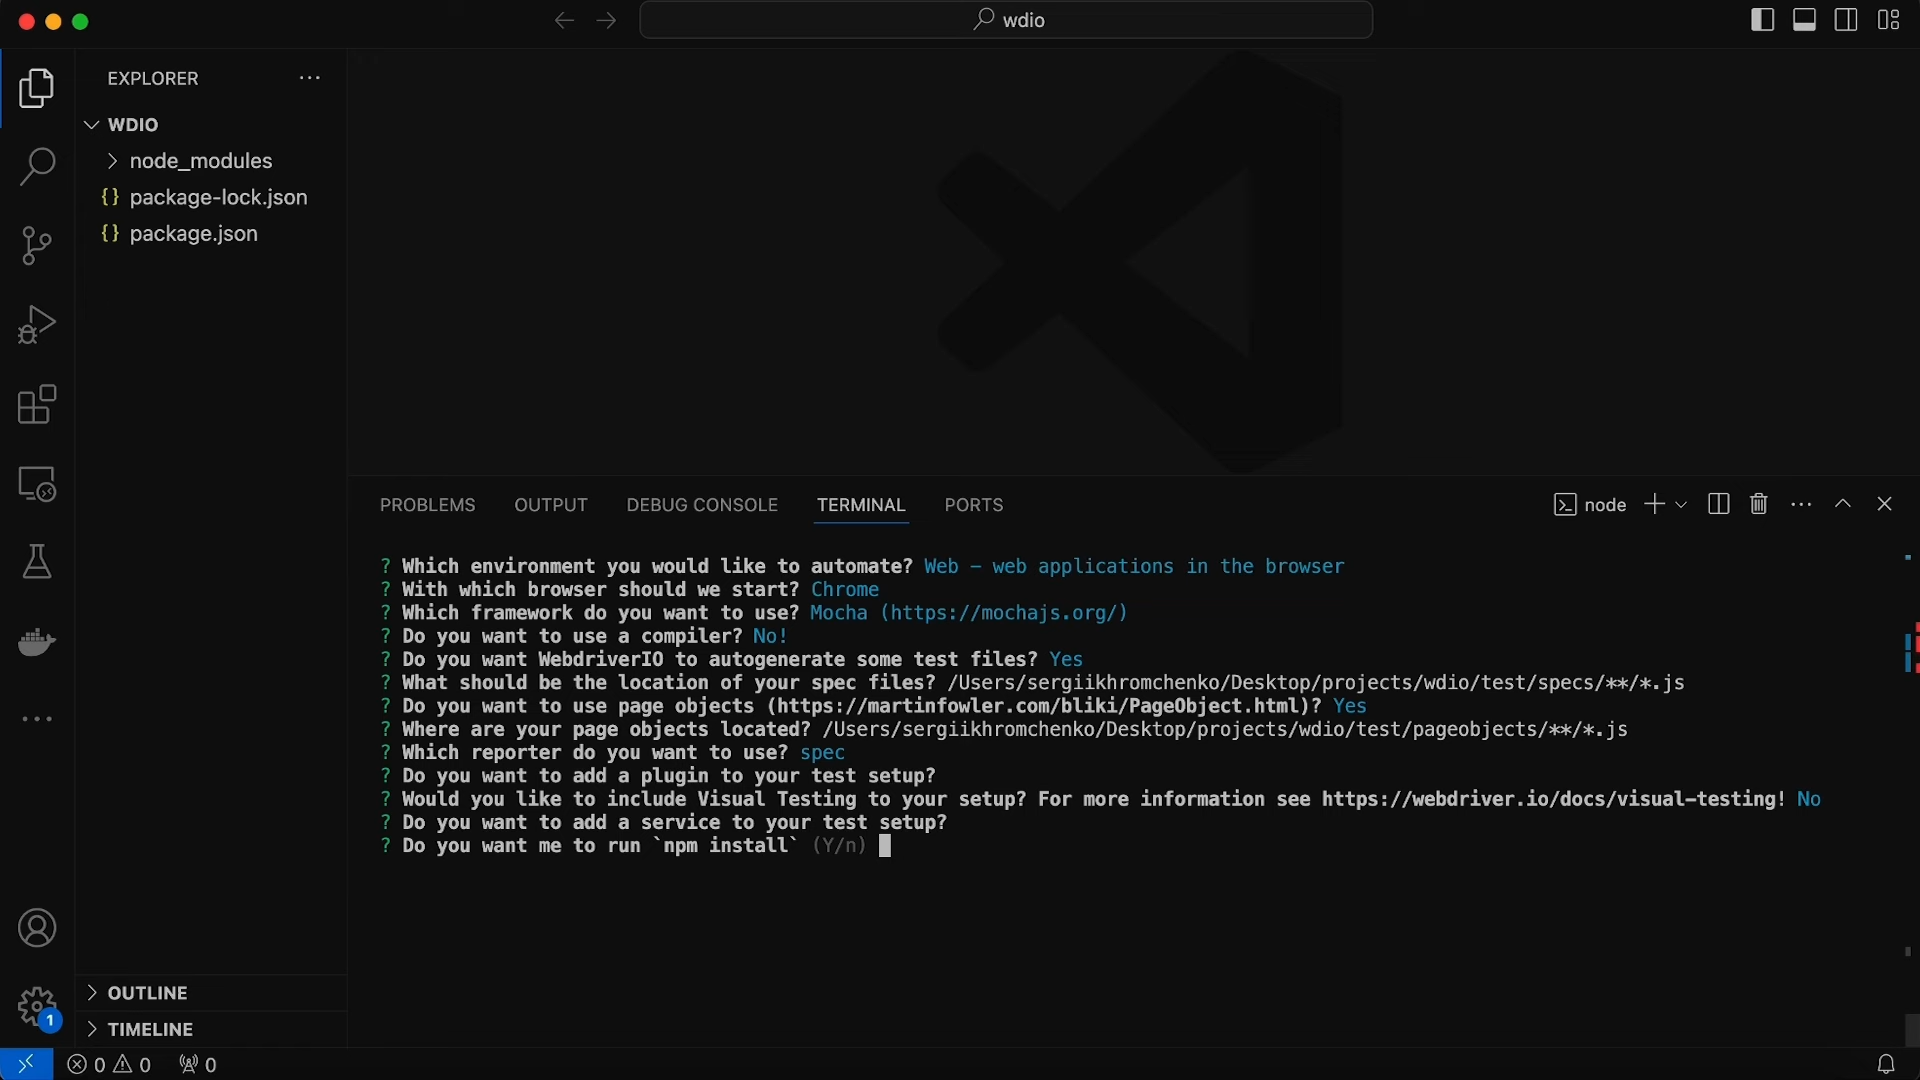 wdio
EXPLORER
WDIO
node_modules
{} package-lock.json
{} package.json
OUTLINE
TIMELINE
PROBLEMS OUTPUT DEBUG CONSOLE TERMINAL PORTS
node
? Which environment you would like to automate? Web – web applications in the browser
? With which browser should we start? Chrome
? Which framework do you want to use? Mocha (https://mochajs.org/)
? Do you want to use a compiler? No!
? Do you want WebdriverIO to autogenerate some test files? Yes
? What should be the location of your spec files? /Users/sergiikhromchenko/Desktop/projects/wdio/test/specs/**/*.js
? Do you want to use page objects (https://martinfowler.com/bliki/PageObject.html)? Yes
? Where are your page objects located? /Users/sergiikhromchenko/Desktop/projects/wdio/test/pageobjects/**/*.js
? Which reporter do you want to use? spec
? Do you want to add a plugin to your test setup?
? Would you like to include Visual Testing to your setup? For more information see https://webdriver.io/docs/visual-testing! No
? Do you want to add a service to your test setup?
? Do you want me to run `npm install` (Y/n)
1
0 0 0